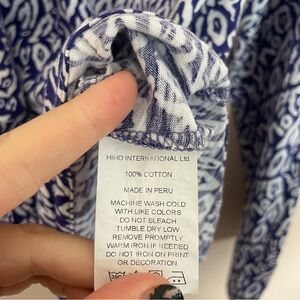 HIHO INTERNATIONAL Ltd
100% COTTON
MADE IN PERU
MACHINE WASH COLD
WITH LIKE COLORS
DO NOT BLEACH
TUMBLE DRY LOW
REMOVE PROMPTLY
WARM IRON IF NEEDED
DO NOT IRON ON PRINT
OR DECORATION